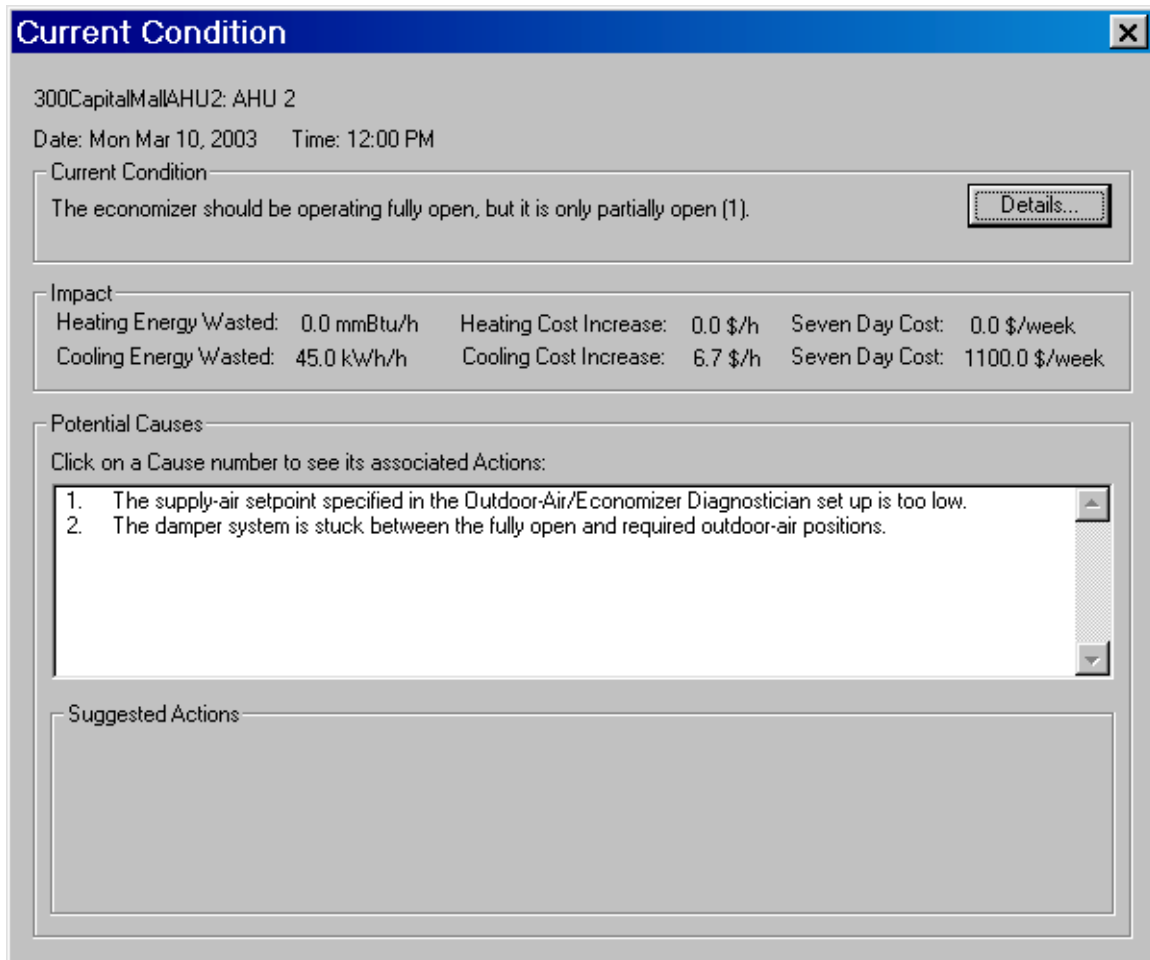 Current Condition
300CapitalMallAHU2: AHU 2
Date: Mon Mar 10, 2003 Time: 12:00 PM
Current Condition
The economizer should be operating fully open, but it is only partially open (1).
Details...
Impact
Heating Energy Wasted: 0.0 mmBtu/h Heating Cost Increase: 0.0 $/h Seven Day Cost: 0.0 $/week
Cooling Energy Wasted: 45.0 kWh/h Cooling Cost Increase: 6.7 $/h Seven Day Cost: 1100.0 $/week
Potential Causes
Click on a Cause number to see its associated Actions:
1. The supply-air setpoint specified in the Outdoor-Air/Economizer Diagnostician set up is too low.
2. The damper system is stuck between the fully open and required outdoor-air positions.
Suggested Actions